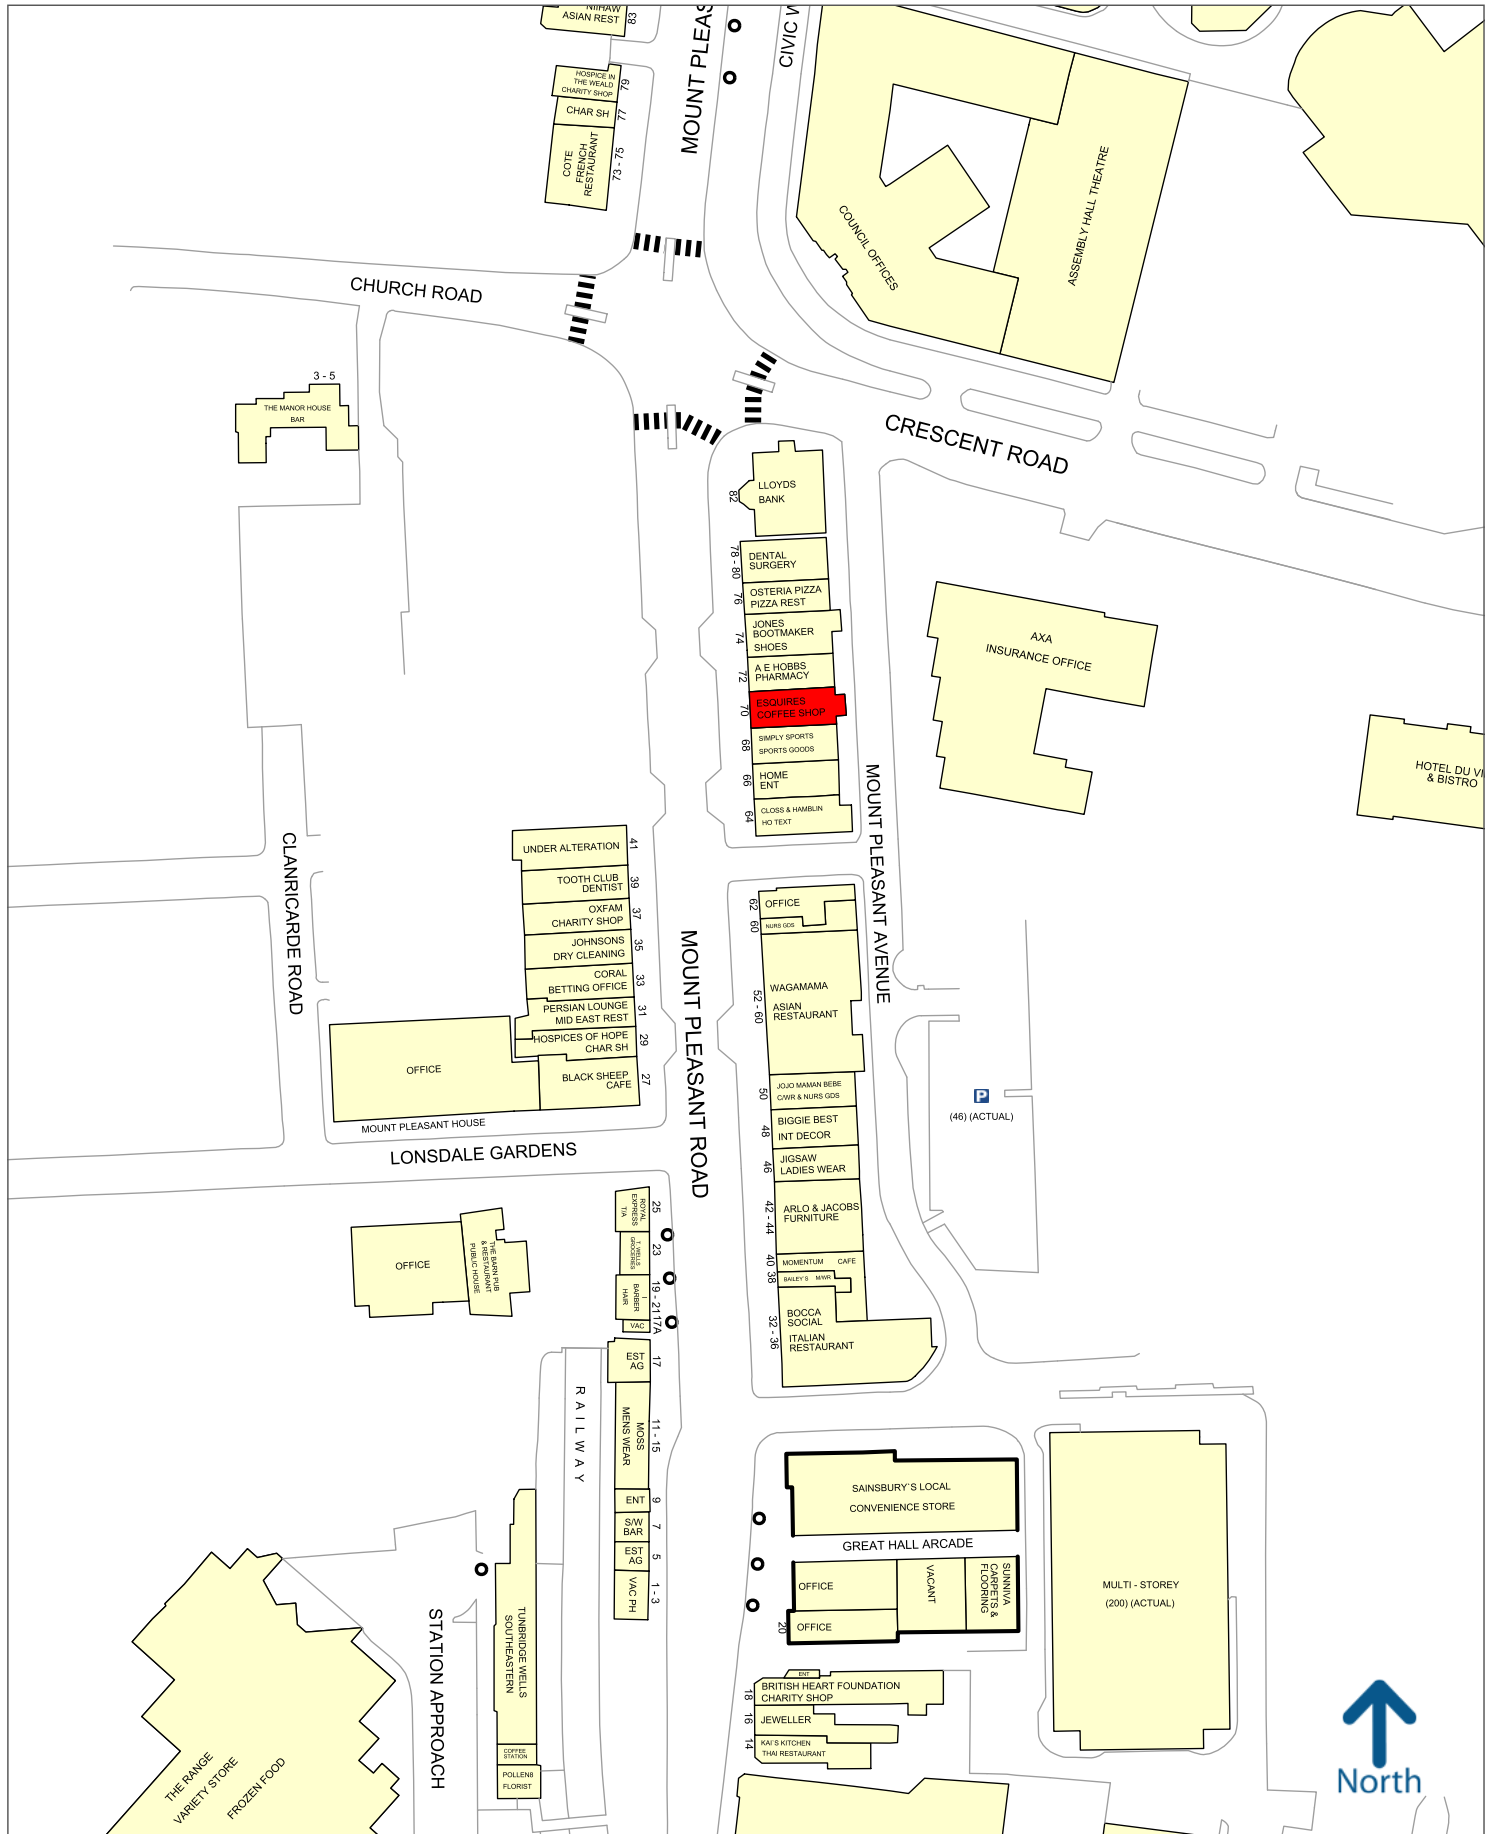 NIHAW
ASIAN REST
83
MOUNT PLEAS
CIVIC
HOSPICE IN
THE WEALD
CHARITY SHOP
79
CHAR SH
77
COTE
FRENCH
RESTAURANT
73 - 75
COUNCIL OFFICES
ASSEMBLY HALL THEATRE
CHURCH ROAD
3 - 5
THE MANOR HOUSE
BAR
CRESCENT ROAD
LLOYDS
BANK
82
DENTAL
SURGERY
78 - 80
OSTERIA PIZZA
PIZZA REST
76
JONES
BOOTMAKER
SHOES
74
A E HOBBS
PHARMACY
72
ESQUIRES
COFFEE SHOP
70
SIMPLY SPORTS
SPORTS GOODS
68
HOME
ENT
66
CLOSS & HAMBLIN
HO TEXT
64
AXA
INSURANCE OFFICE
HOTEL DU VI
& BISTRO
MOUNT PLEASANT AVENUE
CLANRICARDE ROAD
UNDER ALTERATION
41
TOOTH CLUB
DENTIST
39
OXFAM
CHARITY SHOP
37
JOHNSONS
DRY CLEANING
35
CORAL
BETTING OFFICE
33
PERSIAN LOUNGE
MID EAST REST
31
HOSPICES OF HOPE
CHAR SH
29
BLACK SHEEP
CAFE
27
OFFICE
MOUNT PLEASANT HOUSE
LONSDALE GARDENS
MOUNT PLEASANT ROAD
OFFICE
62
NURS GDS
60
WAGAMAMA
ASIAN
RESTAURANT
52 - 60
JOJO MAMAN BEBE
C/WR & NURS GDS
50
BIGGIE BEST
INT DECOR
48
JIGSAW
LADIES WEAR
46
ARLO & JACOBS
FURNITURE
42 - 44
MOMENTUM CAFE
40
BAILEY'S M/WR
38
BOCCA
SOCIAL
ITALIAN
RESTAURANT
32 - 36
P
(46) (ACTUAL)
OFFICE
THE BARN PUB
& RESTAURANT
PUBLIC HOUSE
ROYAL
EXPRESS
T/A
25
T. WELLS
GROCERIES
23
BARBER
HAIR
19 - 21
VAC
17A
EST
AG
17
MOSS
MENS WEAR
11 - 15
ENT
9
S/W
BAR
7
EST
AG
5
VAC PH
1 - 3
RAILWAY
SAINSBURY`S LOCAL
CONVENIENCE STORE
GREAT HALL ARCADE
OFFICE
VACANT
SUNNIVA
CARPETS &
FLOORING
OFFICE
20
MULTI - STOREY
(200) (ACTUAL)
TUNBRIDGE WELLS
SOUTHEASTERN
STATION APPROACH
COFFEE
STATION
POLLEN8
FLORIST
THE RANGE
VARIETY STORE
FROZEN FOOD
ENT
BRITISH HEART FOUNDATION
CHARITY SHOP
18
JEWELLER
16
KAI`S KITCHEN
THAI RESTAURANT
14
North